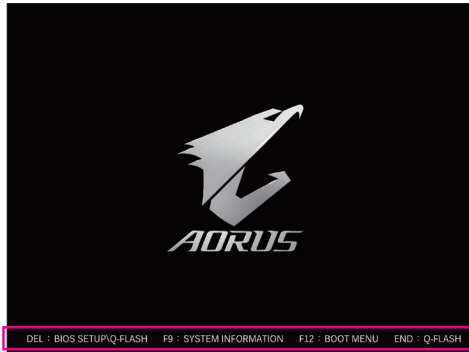 AORUS
DEL : BIOS SETUP\Q-FLASH F9 : SYSTEM INFORMATION F12 : BOOT MENU END : Q-FLASH